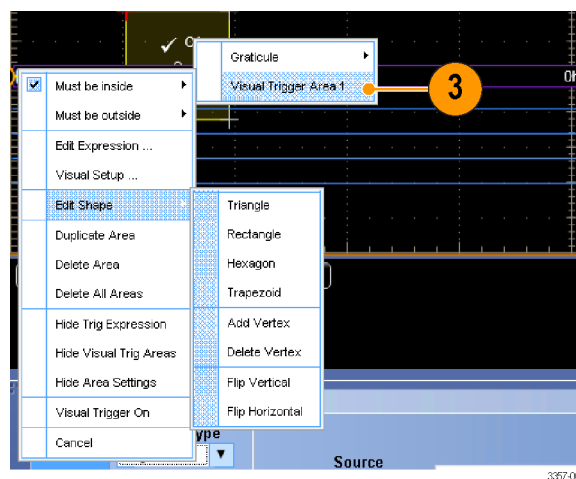 Graticule
Visual Trigger Area 1
3
Must be inside
Must be outside
Edit Expression ...
Visual Setup ...
Edit Shape
Duplicate Area
Delete Area
Delete All Areas
Hide Trig Expression
Hide Visual Trig Areas
Hide Area Settings
Visual Trigger On
Cancel
Triangle
Rectangle
Hexagon
Trapezoid
Add Vertex
Delete Vertex
Flip Vertical
Flip Horizontal
Source